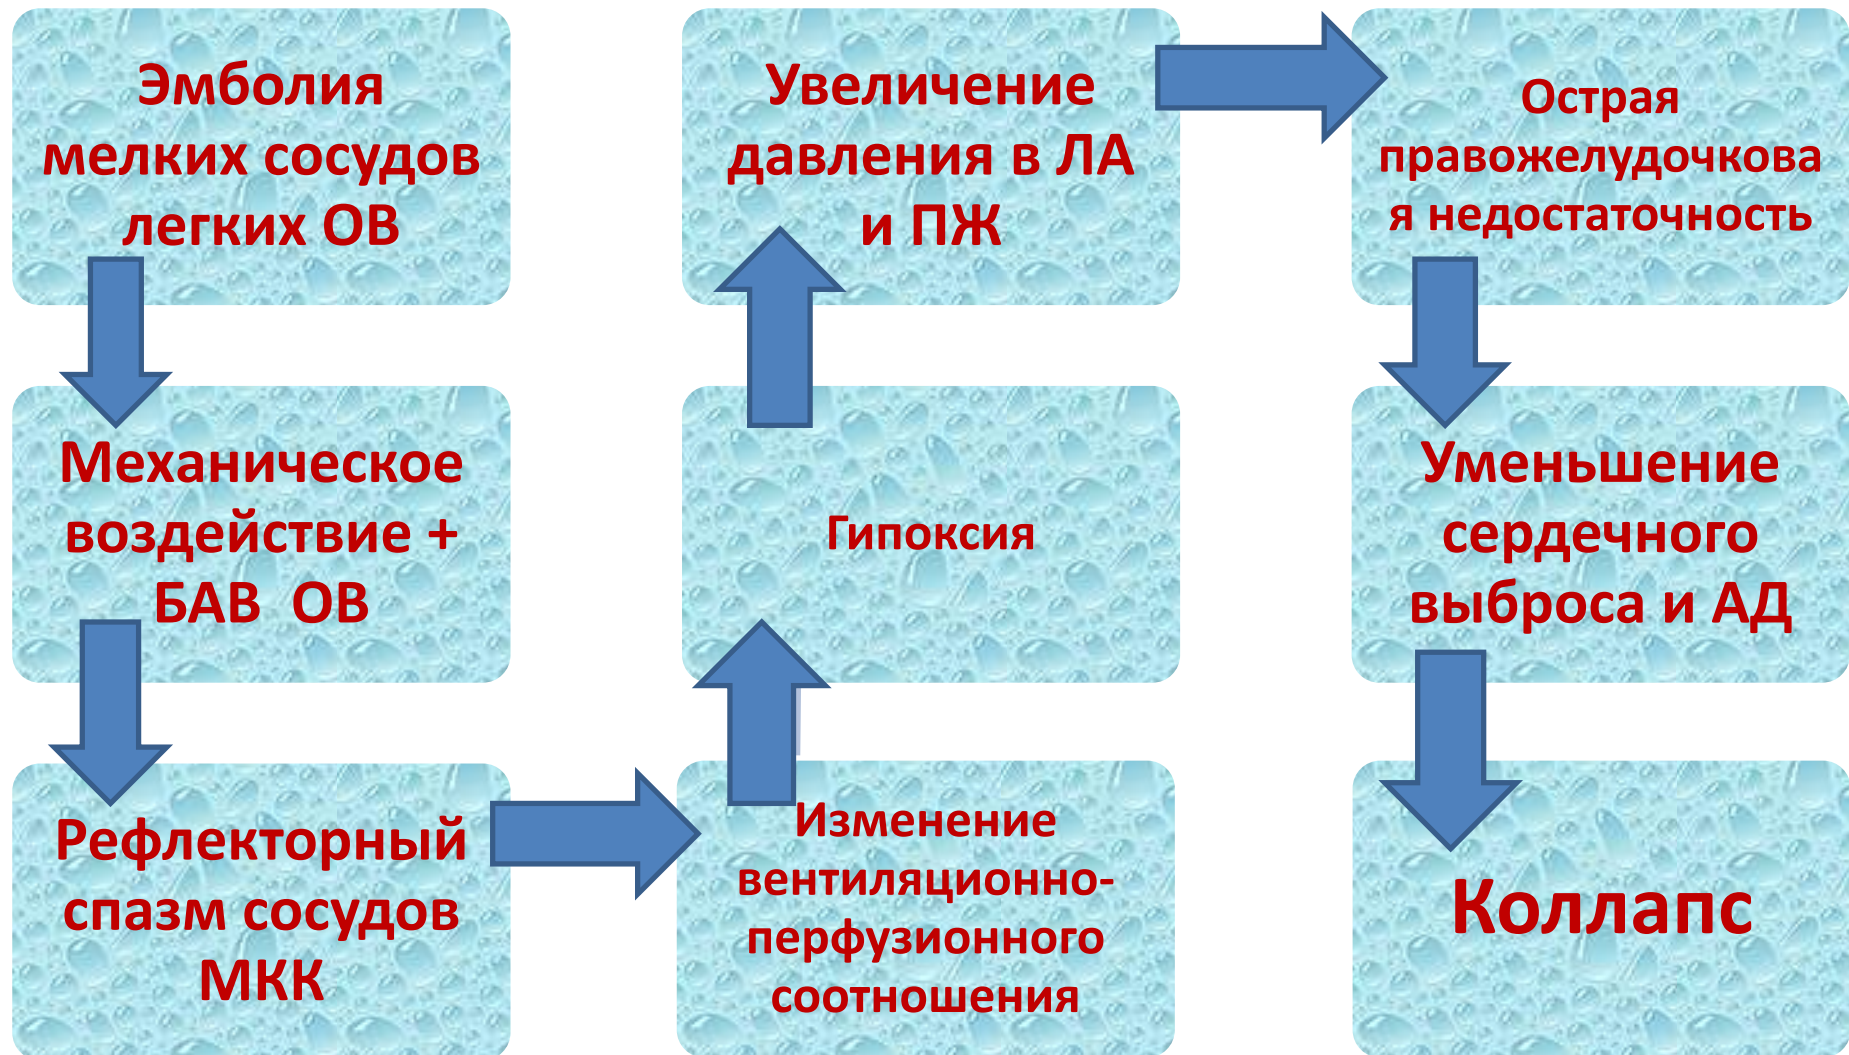 Эмболия
мелких сосудов
легких ОВ
Механическое
воздействие +
БАВ  ОВ
Рефлекторный
спазм сосудов
МКК
Изменение
вентиляционно-
перфузионного
соотношения
Гипоксия
Увеличение
давления в ЛА
и ПЖ
Острая
правожелудочкова
я недостаточность
Уменьшение
сердечного
выброса и АД
Коллапс